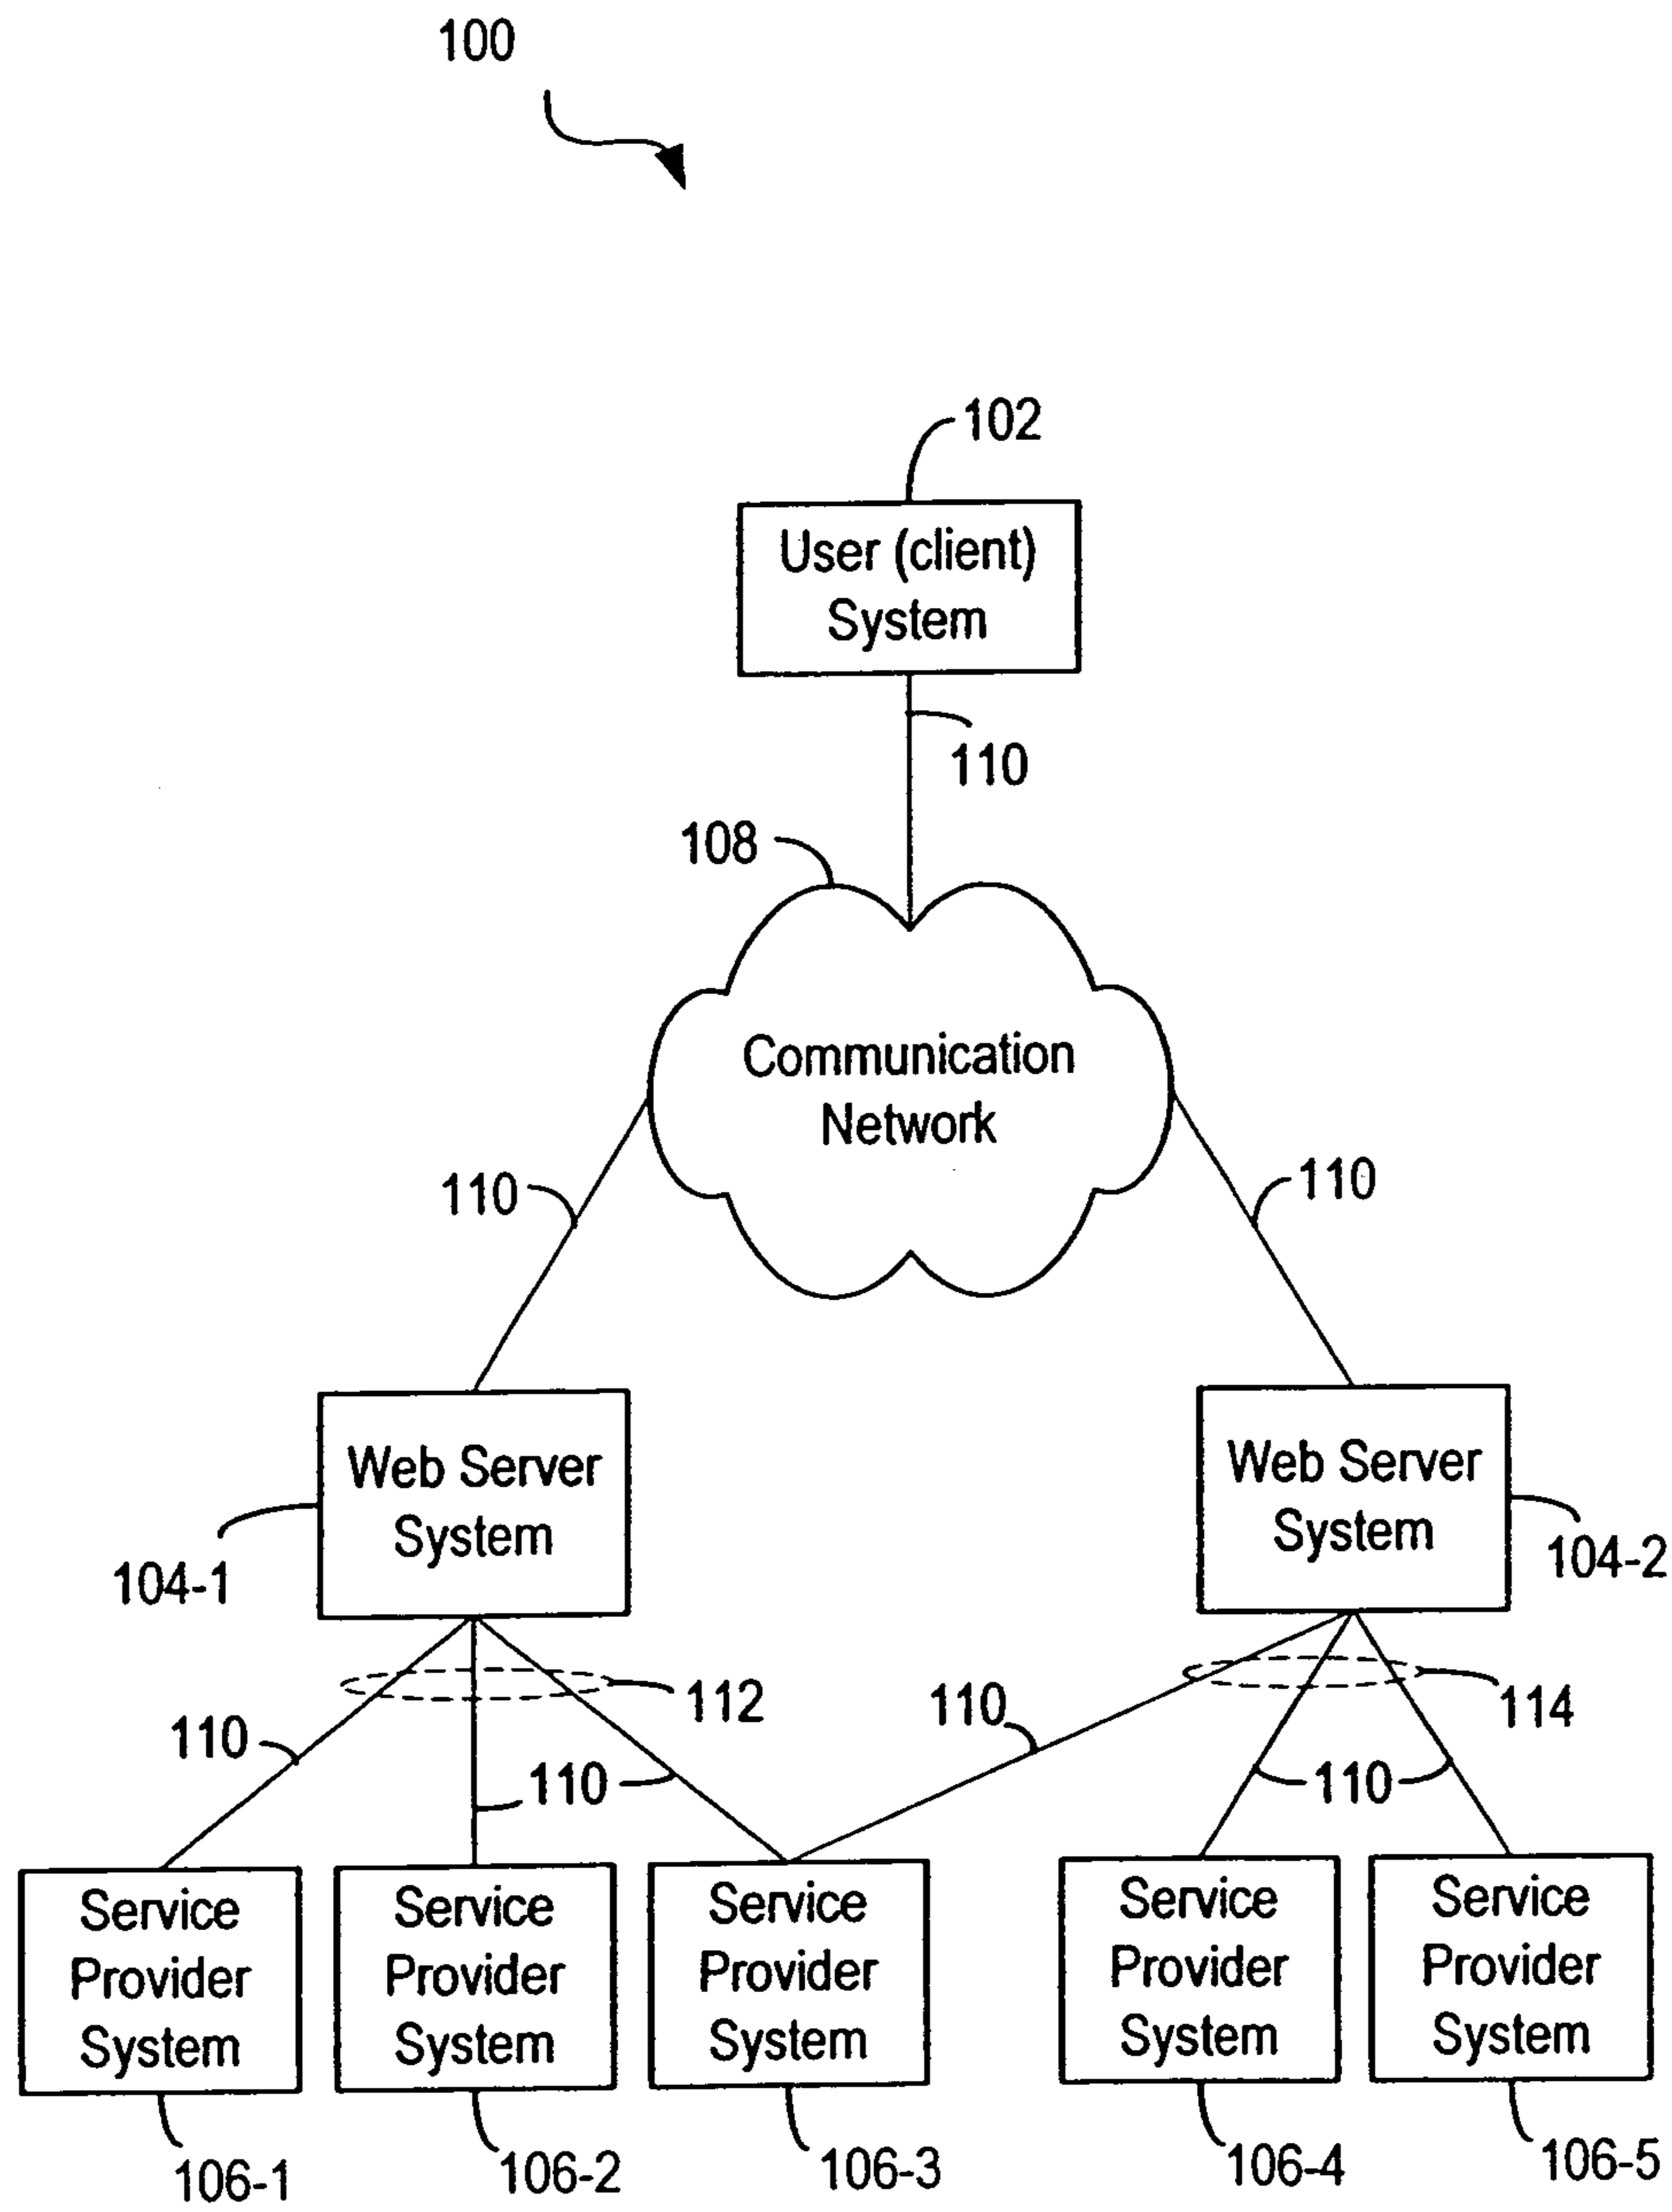 100
102
User (client)
System
110
108
Communication
Network
110
110
Web Server
System
Web Server
System
104-1
104-2
112
114
110
110
110
110
Service
Provider
System
Service
Provider
System
Service
Provider
System
Service
Provider
System
Service
Provider
System
106-1
106-2
106-3
106-4
106-5